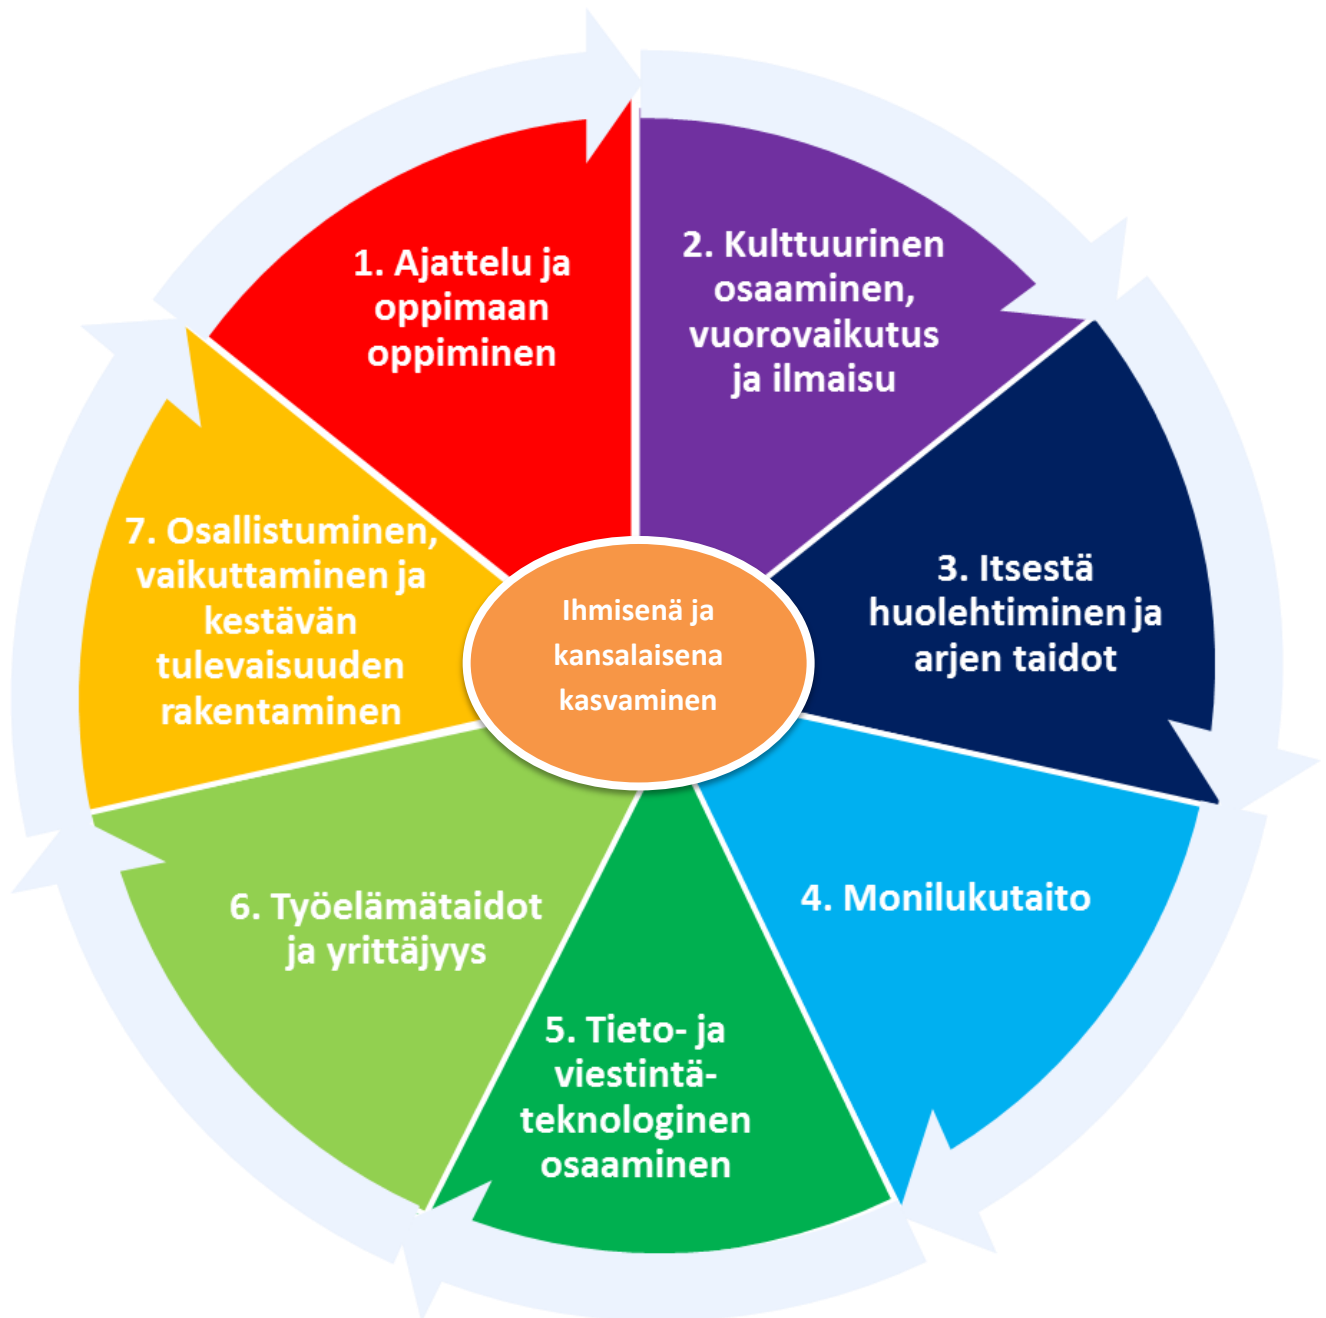 1. Ajattelu ja
oppimaan
oppiminen
2. Kulttuurinen
osaaminen,
vuorovaikutus
ja ilmaisu
3. Itsestä
huolehtiminen ja
arjen taidot
4. Monilukutaito
5. Tieto- ja
viestintä-
teknologinen
osaaminen
6. Työelämätaidot
ja yrittäjyys
7. Osallistuminen,
vaikuttaminen ja
kestävän
tulevaisuuden
rakentaminen
Ihmisenä ja
kansalaisena
kasvaminen